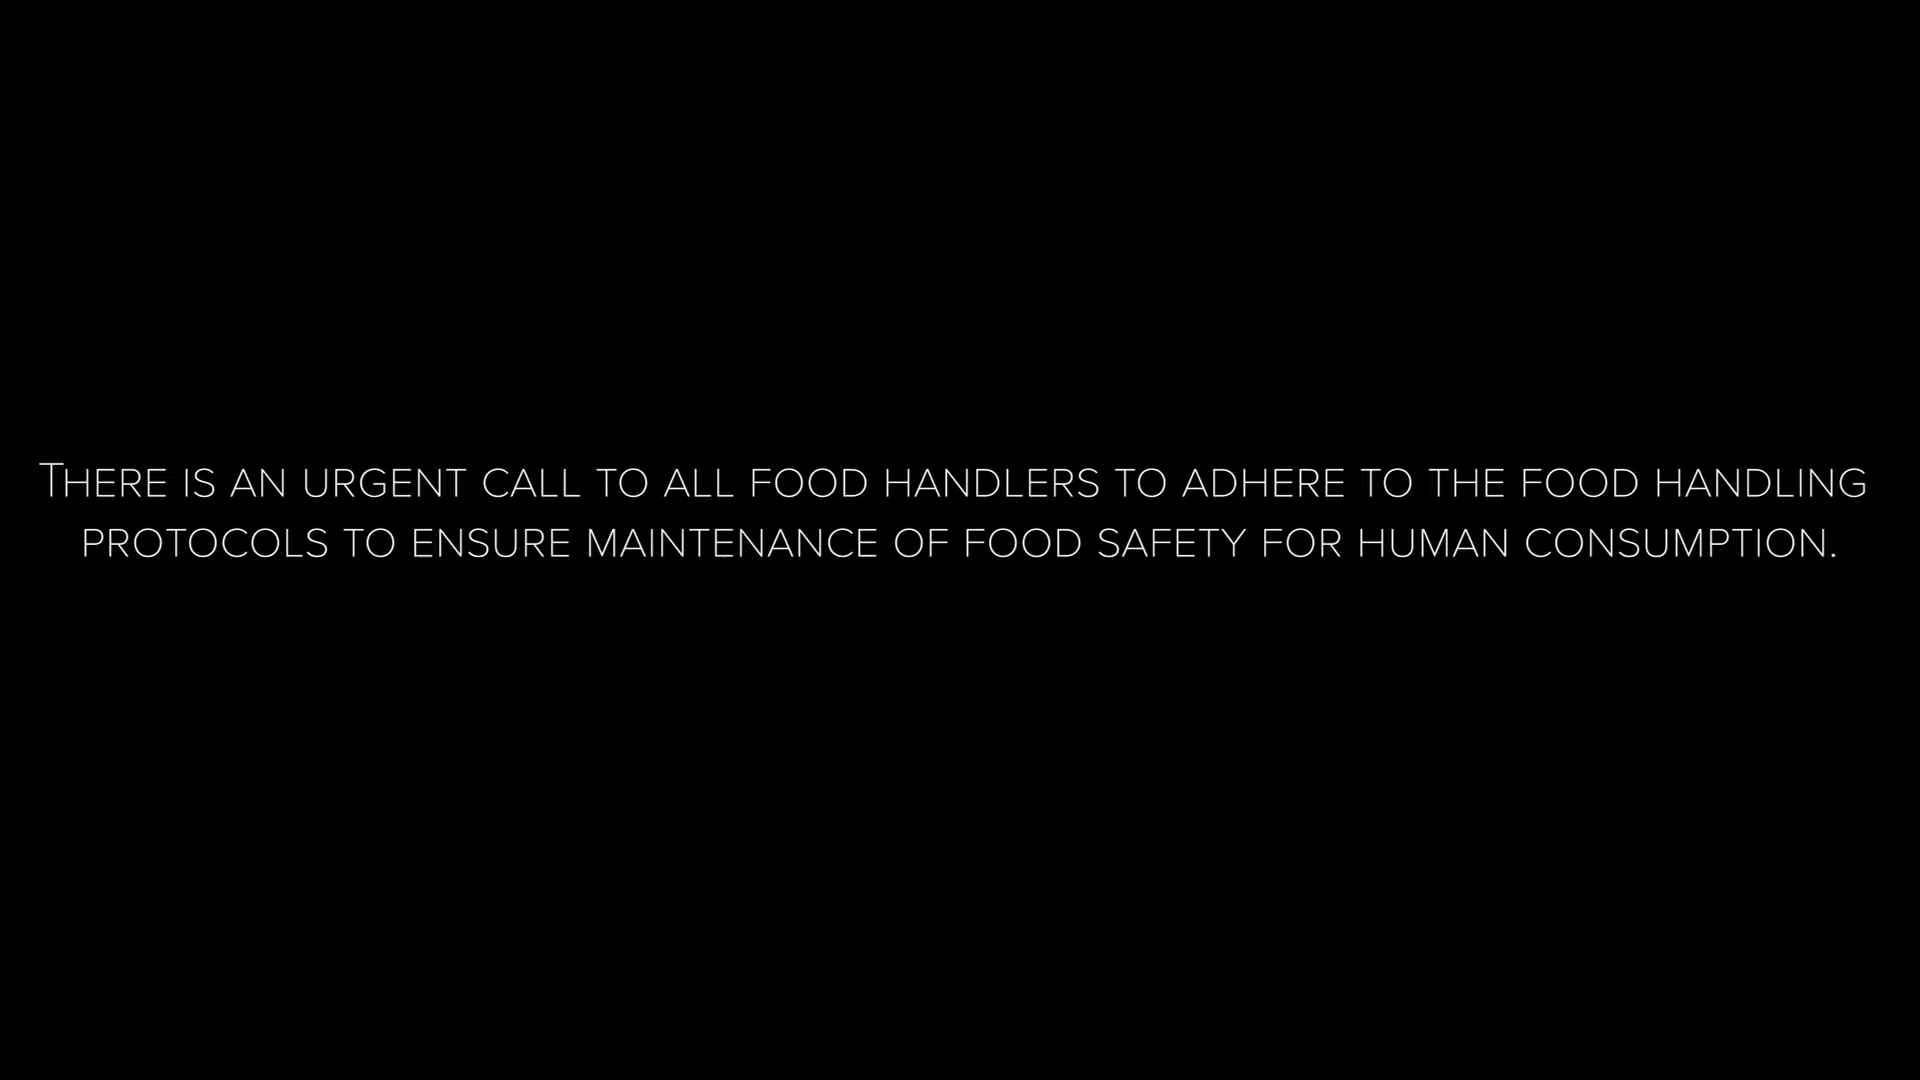 There is an urgent call to all food handlers to adhere to the food handling
protocols to ensure maintenance of food safety for human consumption.